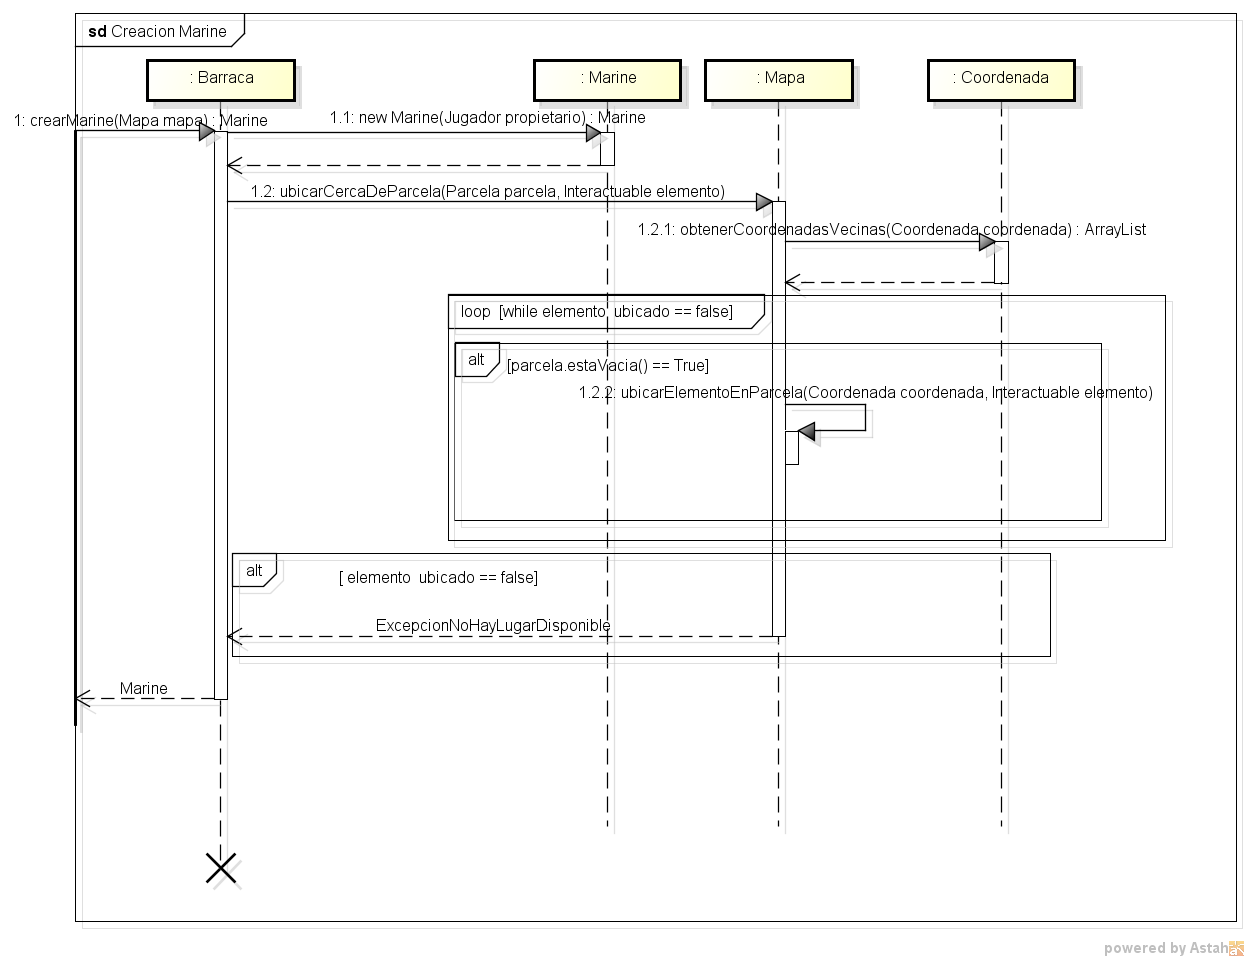 sd Creacion Marine
: Barraca
: Marine
: Mapa
: Coordenada
1: crearMarine(Mapa mapa) : Marine
1.1: new Marine(Jugador propietario) : Marine
1.2: ubicarCercaDeParcela(Parcela parcela, Interactuable elemento)
1.2.1: obtenerCoordenadasVecinas(Coordenada coordenada) : ArrayList
loop [while elemento ubicado == false]
alt
[parcela.estaVacia() == True]
1.2.2: ubicarElementoEnParcela(Coordenada coordenada, Interactuable elemento)
alt
[ elemento ubicado == false]
ExcepcionNoHayLugarDisponible
Marine
powered by Astah